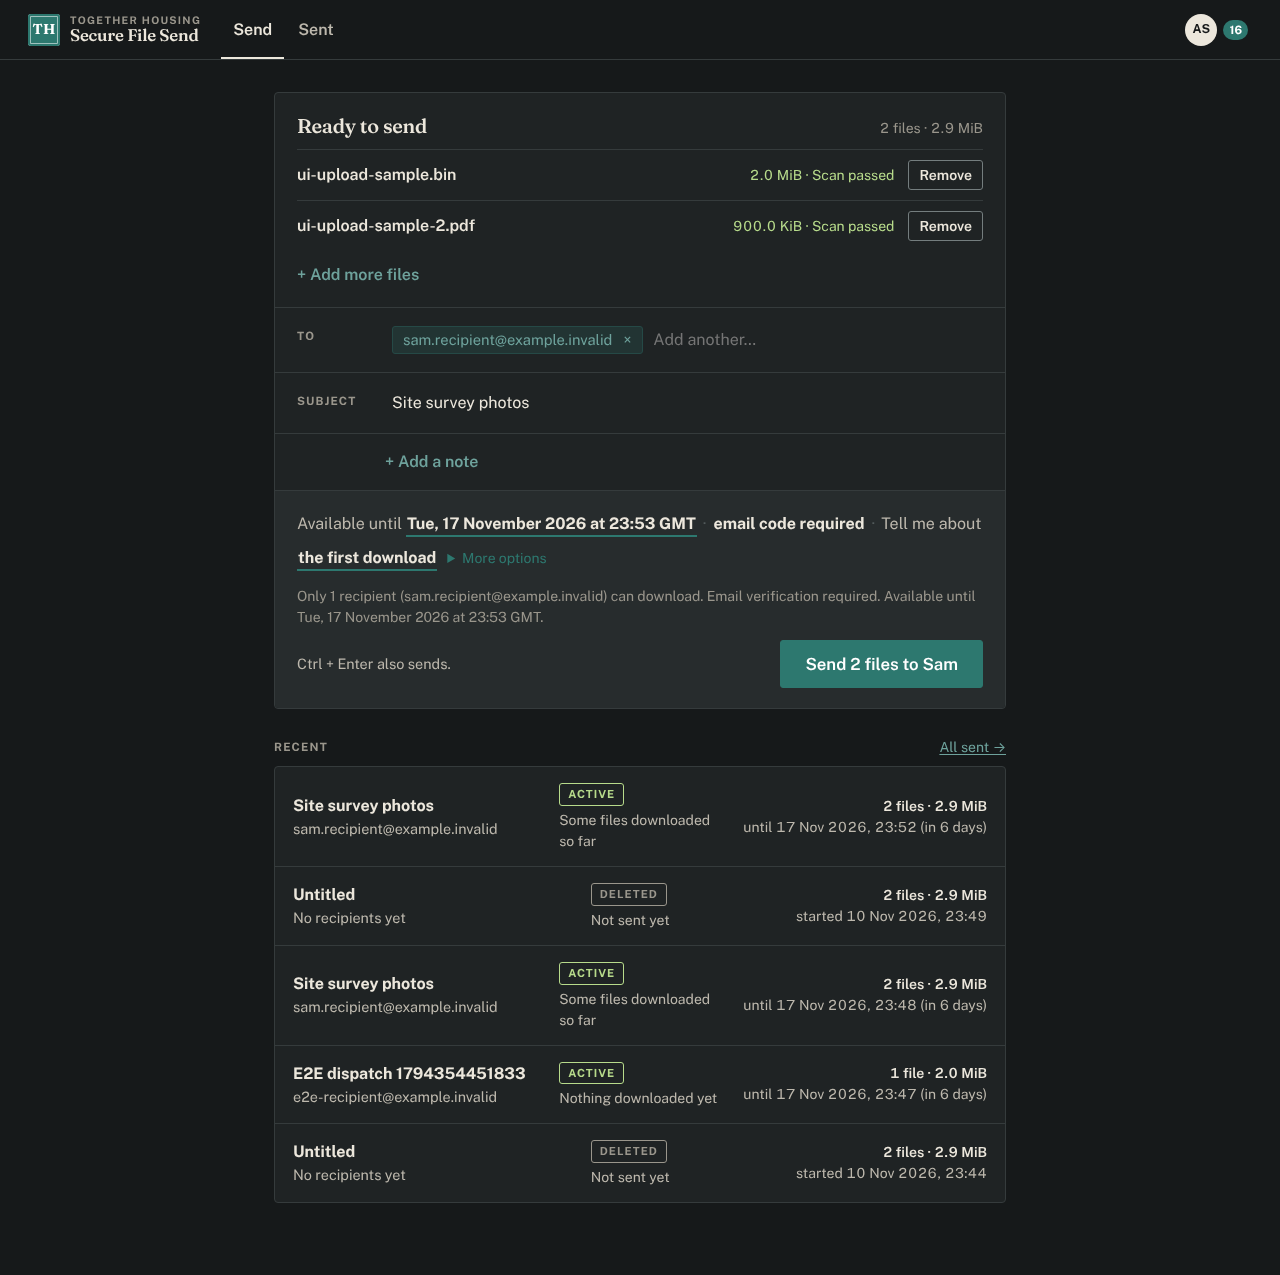 TH
TOGETHER HOUSING
Secure File Send
Send
Sent
AS
16
Ready to send
2 files · 2.9 MiB
ui-upload-sample.bin
2.0 MiB · Scan passed
Remove
ui-upload-sample-2.pdf
900.0 KiB · Scan passed
Remove
+ Add more files
TO
sam.recipient@example.invalid ×
Add another...
SUBJECT
Site survey photos
+ Add a note
Available until Tue, 17 November 2026 at 23:53 GMT · email code required · Tell me about
the first download ▶ More options
Only 1 recipient (sam.recipient@example.invalid) can download. Email verification required. Available until
Tue, 17 November 2026 at 23:53 GMT.
Ctrl + Enter also sends.
Send 2 files to Sam
RECENT
All sent →
Site survey photos
sam.recipient@example.invalid
ACTIVE
Some files downloaded
so far
2 files · 2.9 MiB
until 17 Nov 2026, 23:52 (in 6 days)
Untitled
No recipients yet
DELETED
Not sent yet
2 files · 2.9 MiB
started 10 Nov 2026, 23:49
Site survey photos
sam.recipient@example.invalid
ACTIVE
Some files downloaded
so far
2 files · 2.9 MiB
until 17 Nov 2026, 23:48 (in 6 days)
E2E dispatch 1794354451833
e2e-recipient@example.invalid
ACTIVE
Nothing downloaded yet
1 file · 2.0 MiB
until 17 Nov 2026, 23:47 (in 6 days)
Untitled
No recipients yet
DELETED
Not sent yet
2 files · 2.9 MiB
started 10 Nov 2026, 23:44